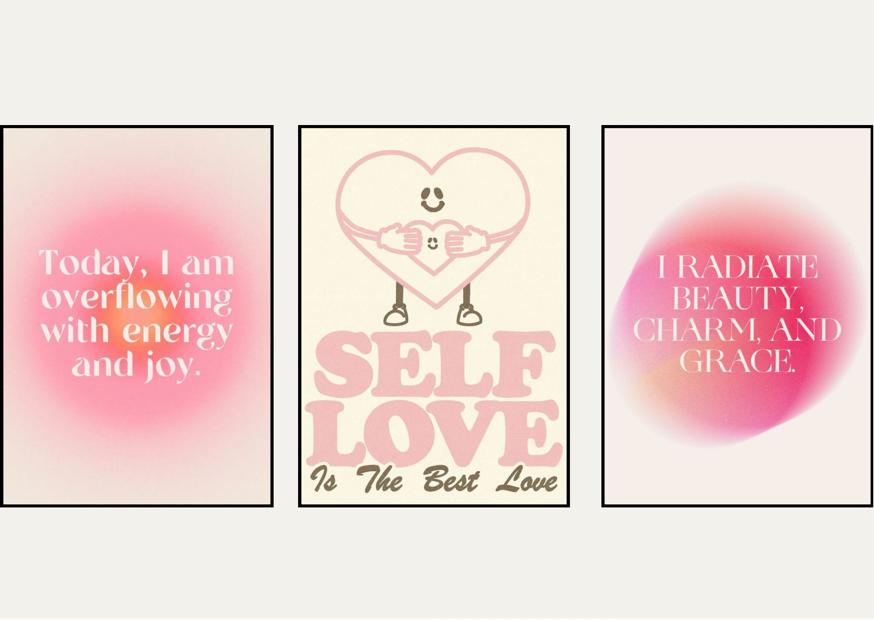 Today, I am
overflowing
with energy
and joy.
SELF
LOVE
Is The Best Love
I RADIATE
BEAUTY,
CHARM, AND
GRACE.